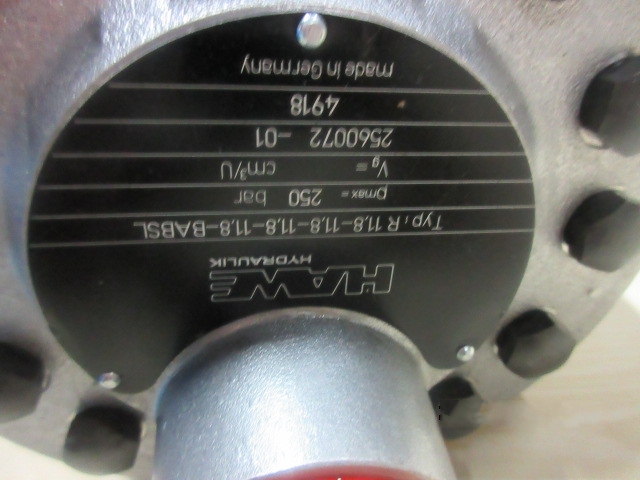 HAWE
HYDRAULIK
Typ: R 11,8-11,8-11,8-11,8-BABSL
pmax= 250 bar
Vg= cm³/U
2560072 -01
4918
made in Germany